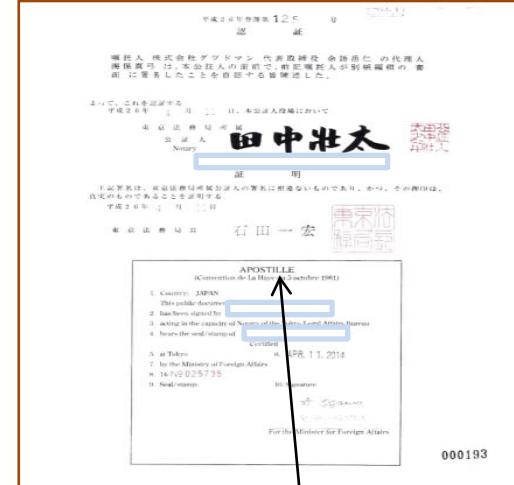 平成26年登簿第125号
認 証
嘱託人 株式会社グッドマン 代表取締役 の代理人
は、本公証人の面前で、前記嘱託人が別紙 の 書
面 に署名したことを自認する旨陳述した。
よって、これを認証する
平成26年 月 11日、本公証人役場において
東京法務局所属
公証人
Notary
田中壯太
証 明
上記署名は、東京法務局所属公証人の署名に相違ないものであり、かつ、その押印は、
真実のものであることを証明する
平成26年 月 日
東京法務局長 石田一宏
APOSTILLE
(Convention de La Haye du 5 octobre 1961)
1. Country: JAPAN
This public document
2. has been signed by
3. acting in the capacity of Notary of the Tokyo Legal Affairs Bureau
4. bears the seal/stamp of
Certified
5. at Tokyo 6. APR. 11. 2014
7. by the Ministry of Foreign Affairs
8. 14-No 025735
9. Seal/stamp: 10. Signature
For the Minister for Foreign Affairs
000193